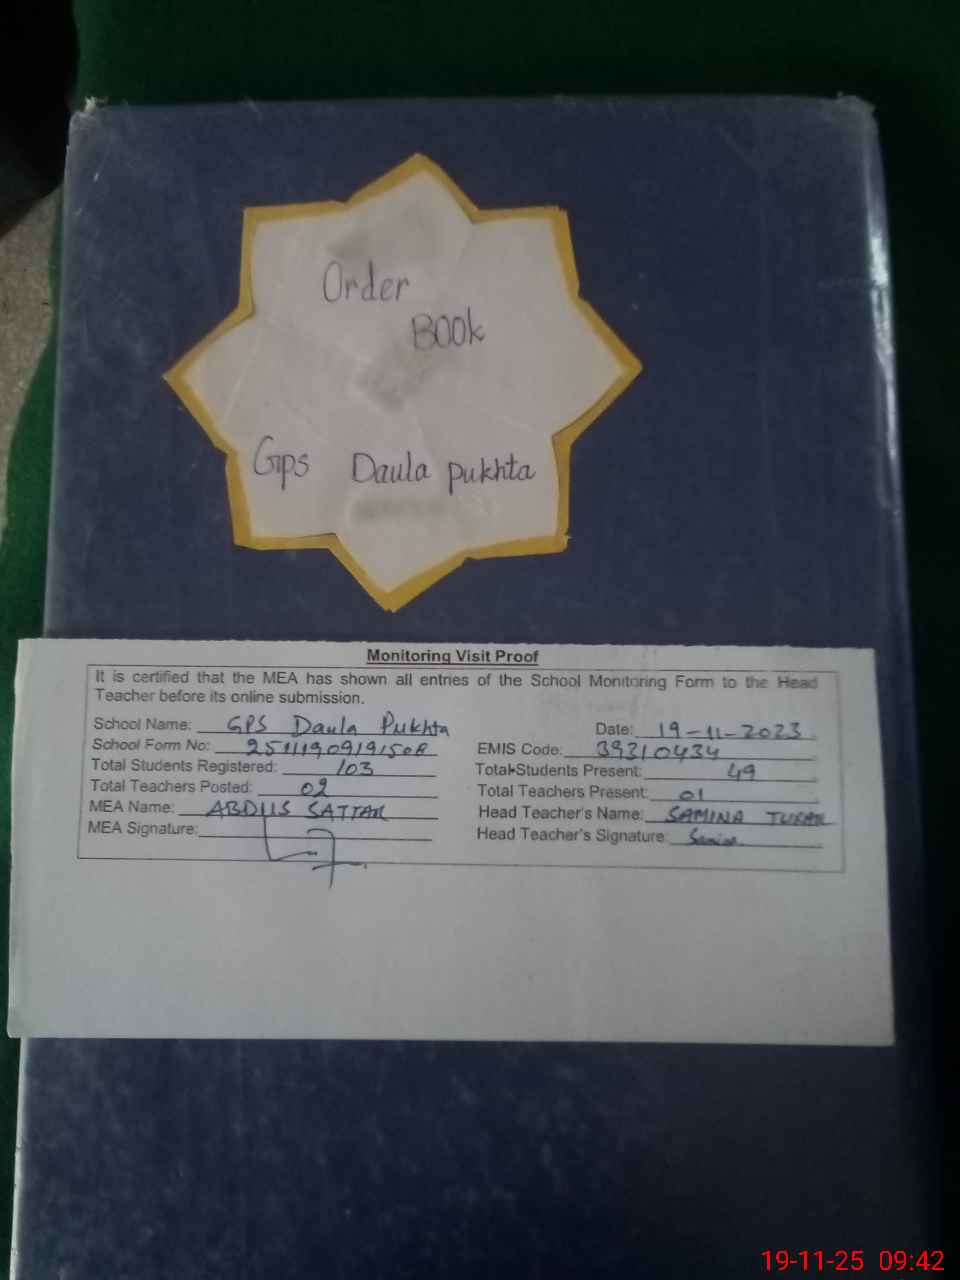 Order
BOOK
Gps Daula pukhta
Monitoring Visit Proof
It is certified that the MEA has shown all entries of the School Monitoring Form to the Head
Teacher before its online submission.
School Name: GPS Daula Pukhta Date: 19-11-2023
School Form No: EMIS Code: 39310434
Total Students Registered: 103 Total Students Present: 49
Total Teachers Posted: 02 Total Teachers Present: 01
MEA Name: SATTAR Head Teacher's Name: SAMINA
MEA Signature: Head Teacher's Signature:
19-11-25 09:42